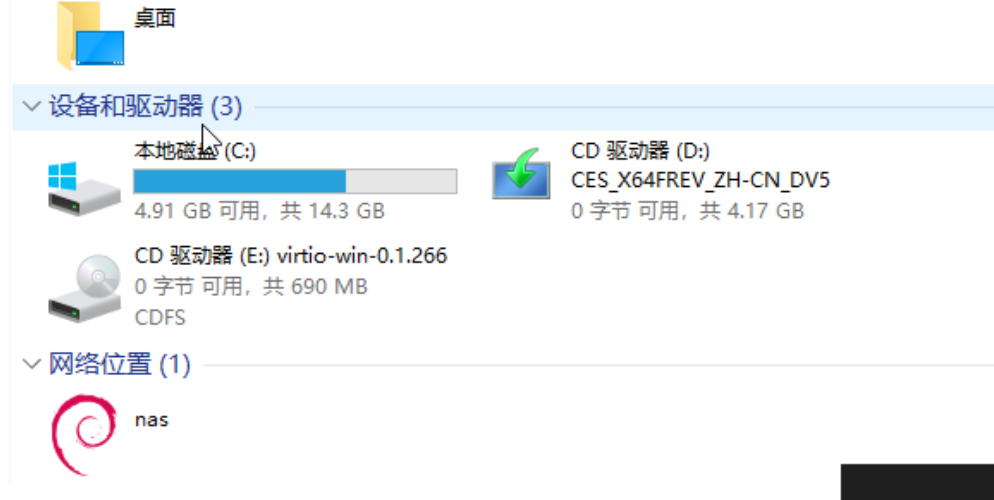 桌面
设备和驱动器 (3)
本地磁盘 (C:)
4.91 GB 可用，共 14.3 GB
CD 驱动器 (D:)
CES_X64FREV_ZH-CN_DV5
0 字节 可用，共 4.17 GB
CD 驱动器 (E:) virtio-win-0.1.266
0 字节 可用，共 690 MB
CDFS
网络位置 (1)
nas